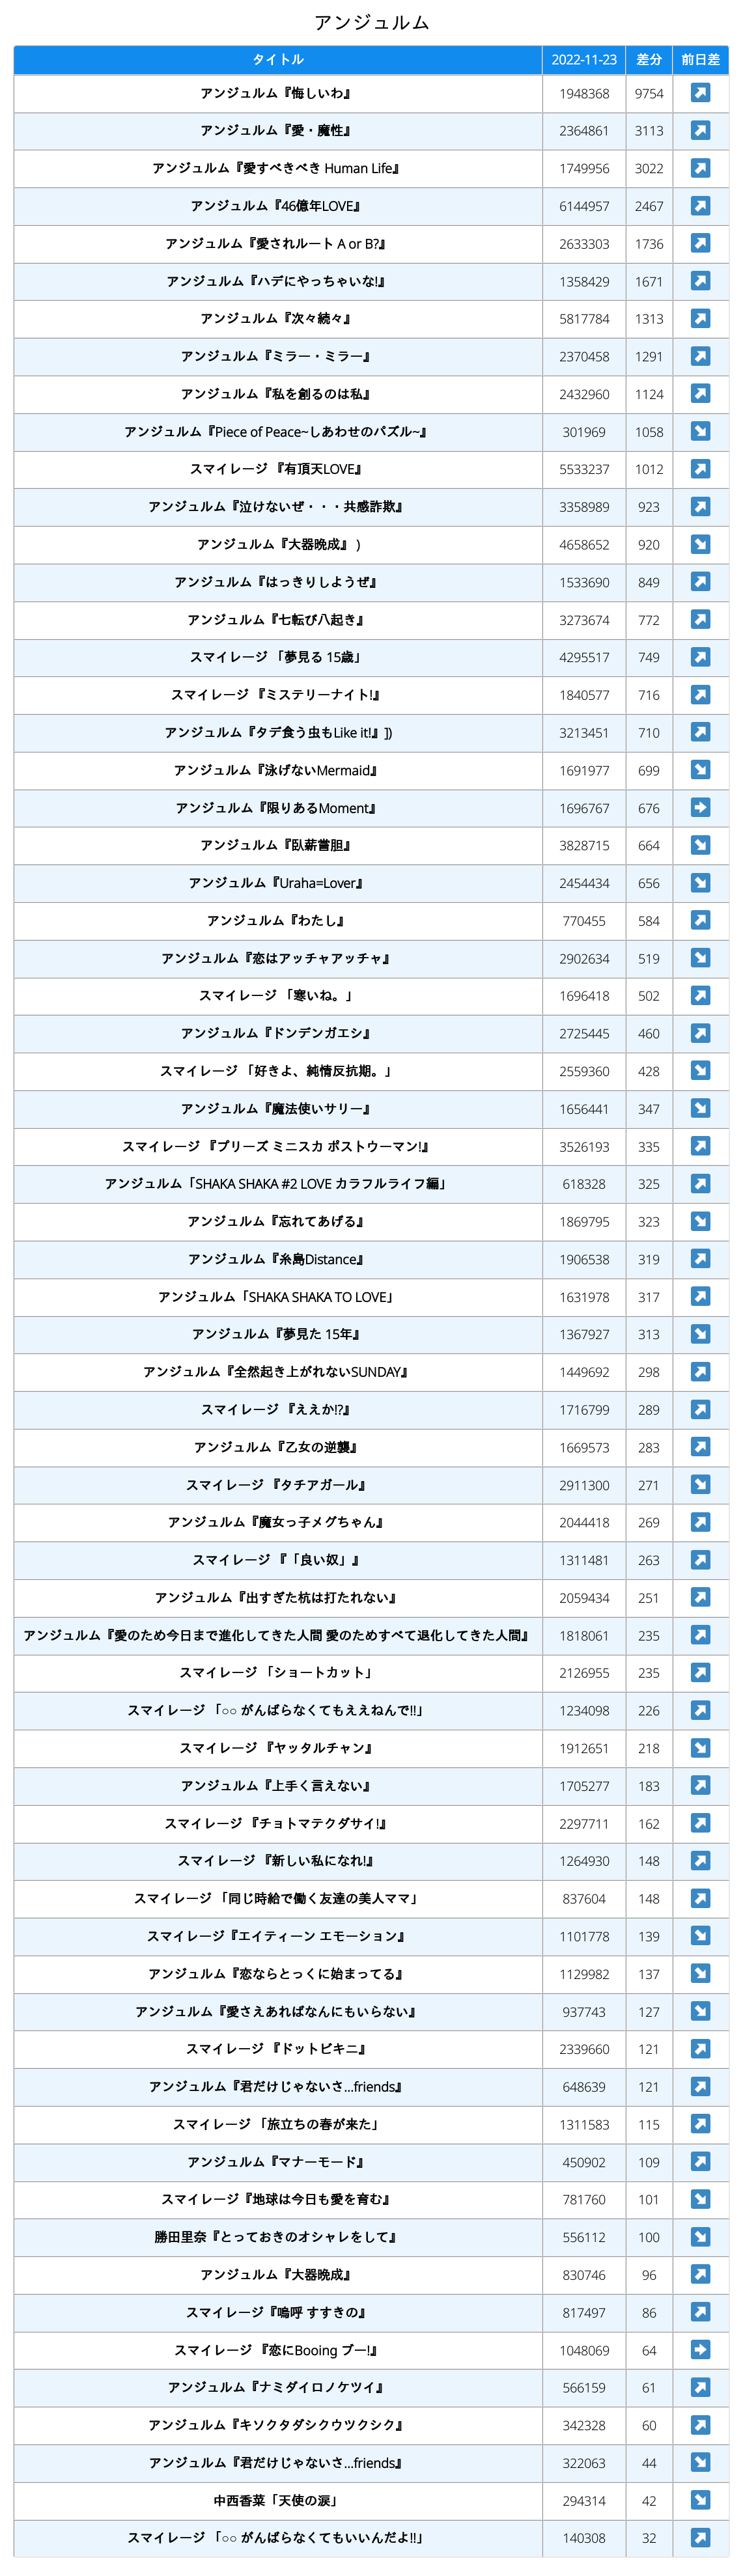 アンジュルム
タイトル 2022-11-23 差分 前日差
アンジュルム『悔しいわ』 1948368 9754
アンジュルム『愛・魔性』 2364861 3113
アンジュルム『愛すべきべき Human Life』 1749956 3022
アンジュルム『46億年LOVE』 6144957 2467
アンジュルム『愛されルート A or B?』 2633303 1736
アンジュルム『ハデにやっちゃいな!』 1358429 1671
アンジュルム『次々続々』 5817784 1313
アンジュルム『ミラー・ミラー』 2370458 1291
アンジュルム『私を創るのは私』 2432960 1124
アンジュルム『Piece of Peace~しあわせのパズル~』 301969 1058
スマイレージ 『有頂天LOVE』 5533237 1012
アンジュルム『泣けないぜ・・・共感詐欺』 3358989 923
アンジュルム『大器晩成』 ) 4658652 920
アンジュルム『はっきりしようぜ』 1533690 849
アンジュルム『七転び八起き』 3273674 772
スマイレージ 「夢見る 15歳」 4295517 749
スマイレージ 『ミステリーナイト!』 1840577 716
アンジュルム『タデ食う虫もLike it!』]) 3213451 710
アンジュルム『泳げないMermaid』 1691977 699
アンジュルム『限りあるMoment』 1696767 676
アンジュルム『臥薪嘗胆』 3828715 664
アンジュルム『Uraha=Lover』 2454434 656
アンジュルム『わたし』 770455 584
アンジュルム『恋はアッチャアッチャ』 2902634 519
スマイレージ 「寒いね。」 1696418 502
アンジュルム『ドンデンガエシ』 2725445 460
スマイレージ 「好きよ、純情反抗期。」 2559360 428
アンジュルム『魔法使いサリー』 1656441 347
スマイレージ 『プリーズ ミニスカ ポストウーマン!』 3526193 335
アンジュルム「SHAKA SHAKA #2 LOVE カラフルライフ編」 618328 325
アンジュルム『忘れてあげる』 1869795 323
アンジュルム『糸島Distance』 1906538 319
アンジュルム「SHAKA SHAKA TO LOVE」 1631978 317
アンジュルム『夢見た 15年』 1367927 313
アンジュルム『全然起き上がれないSUNDAY』 1449692 298
スマイレージ 『ええか!?』 1716799 289
アンジュルム『乙女の逆襲』 1669573 283
スマイレージ 『タチアガール』 2911300 271
アンジュルム『魔女っ子メグちゃん』 2044418 269
スマイレージ 『「良い奴」』 1311481 263
アンジュルム『出すぎた杭は打たれない』 2059434 251
アンジュルム『愛のため今日まで進化してきた人間 愛のためすべて退化してきた人間』 1818061 235
スマイレージ 「ショートカット」 2126955 235
スマイレージ 「○○ がんばらなくてもええねんで!!」 1234098 226
スマイレージ 『ヤッタルチャン』 1912651 218
アンジュルム『上手く言えない』 1705277 183
スマイレージ 『チョトマテクダサイ!』 2297711 162
スマイレージ 『新しい私になれ!』 1264930 148
スマイレージ 「同じ時給で働く友達の美人ママ」 837604 148
スマイレージ『エイティーン エモーション』 1101778 139
アンジュルム『恋ならとっくに始まってる』 1129982 137
アンジュルム『愛さえあればなんにもいらない』 937743 127
スマイレージ 『ドットビキニ』 2339660 121
アンジュルム『君だけじゃないさ...friends』 648639 121
スマイレージ 「旅立ちの春が来た」 1311583 115
アンジュルム『マナーモード』 450902 109
スマイレージ『地球は今日も愛を育む』 781760 101
勝田里奈『とっておきのオシャレをして』 556112 100
アンジュルム『大器晩成』 830746 96
スマイレージ『嗚呼 すすきの』 817497 86
スマイレージ 『恋にBooing ブー!』 1048069 64
アンジュルム『ナミダイロノケツイ』 566159 61
アンジュルム『キソクタダシクウツクシク』 342328 60
アンジュルム『君だけじゃないさ...friends』 322063 44
中西香菜「天使の涙」 294314 42
スマイレージ 「○○ がんばらなくてもいいんだよ!!」 140308 32